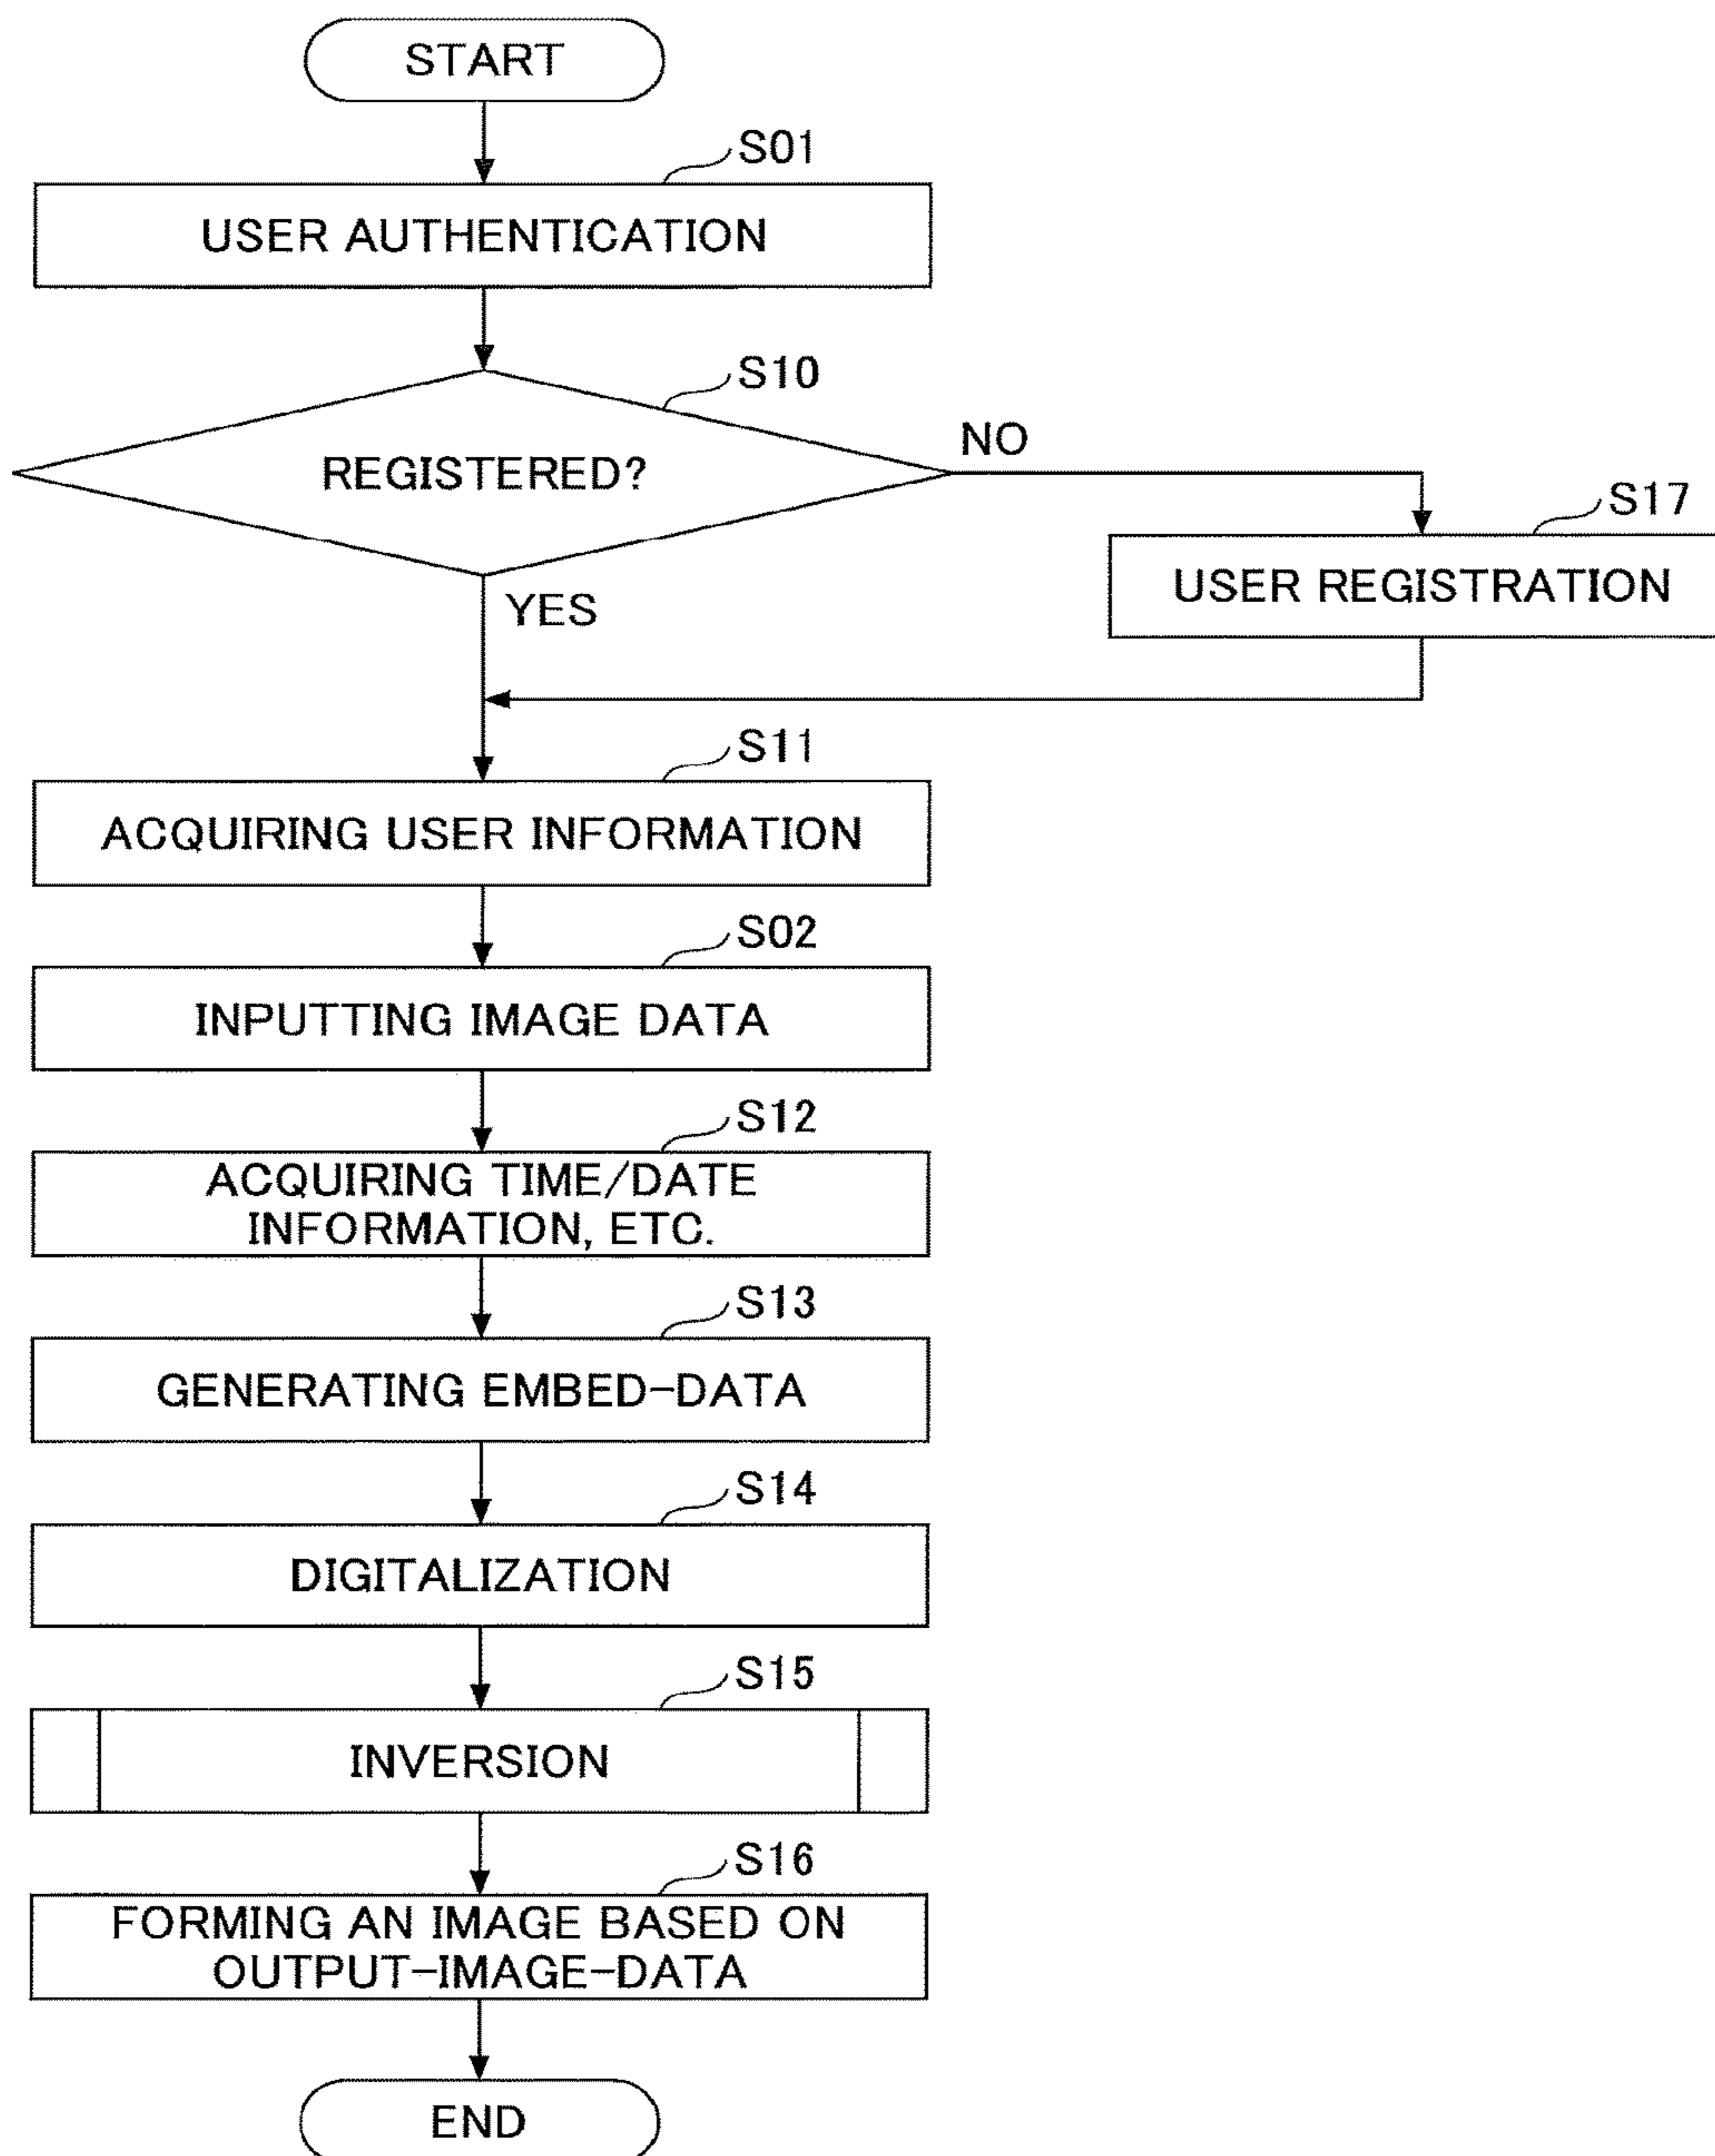 START
S01
USER AUTHENTICATION
S10
REGISTERED?
NO
S17
USER REGISTRATION
YES
S11
ACQUIRING USER INFORMATION
S02
INPUTTING IMAGE DATA
S12
ACQUIRING TIME/DATE
INFORMATION, ETC.
S13
GENERATING EMBED-DATA
S14
DIGITALIZATION
S15
INVERSION
S16
FORMING AN IMAGE BASED ON
OUTPUT-IMAGE-DATA
END